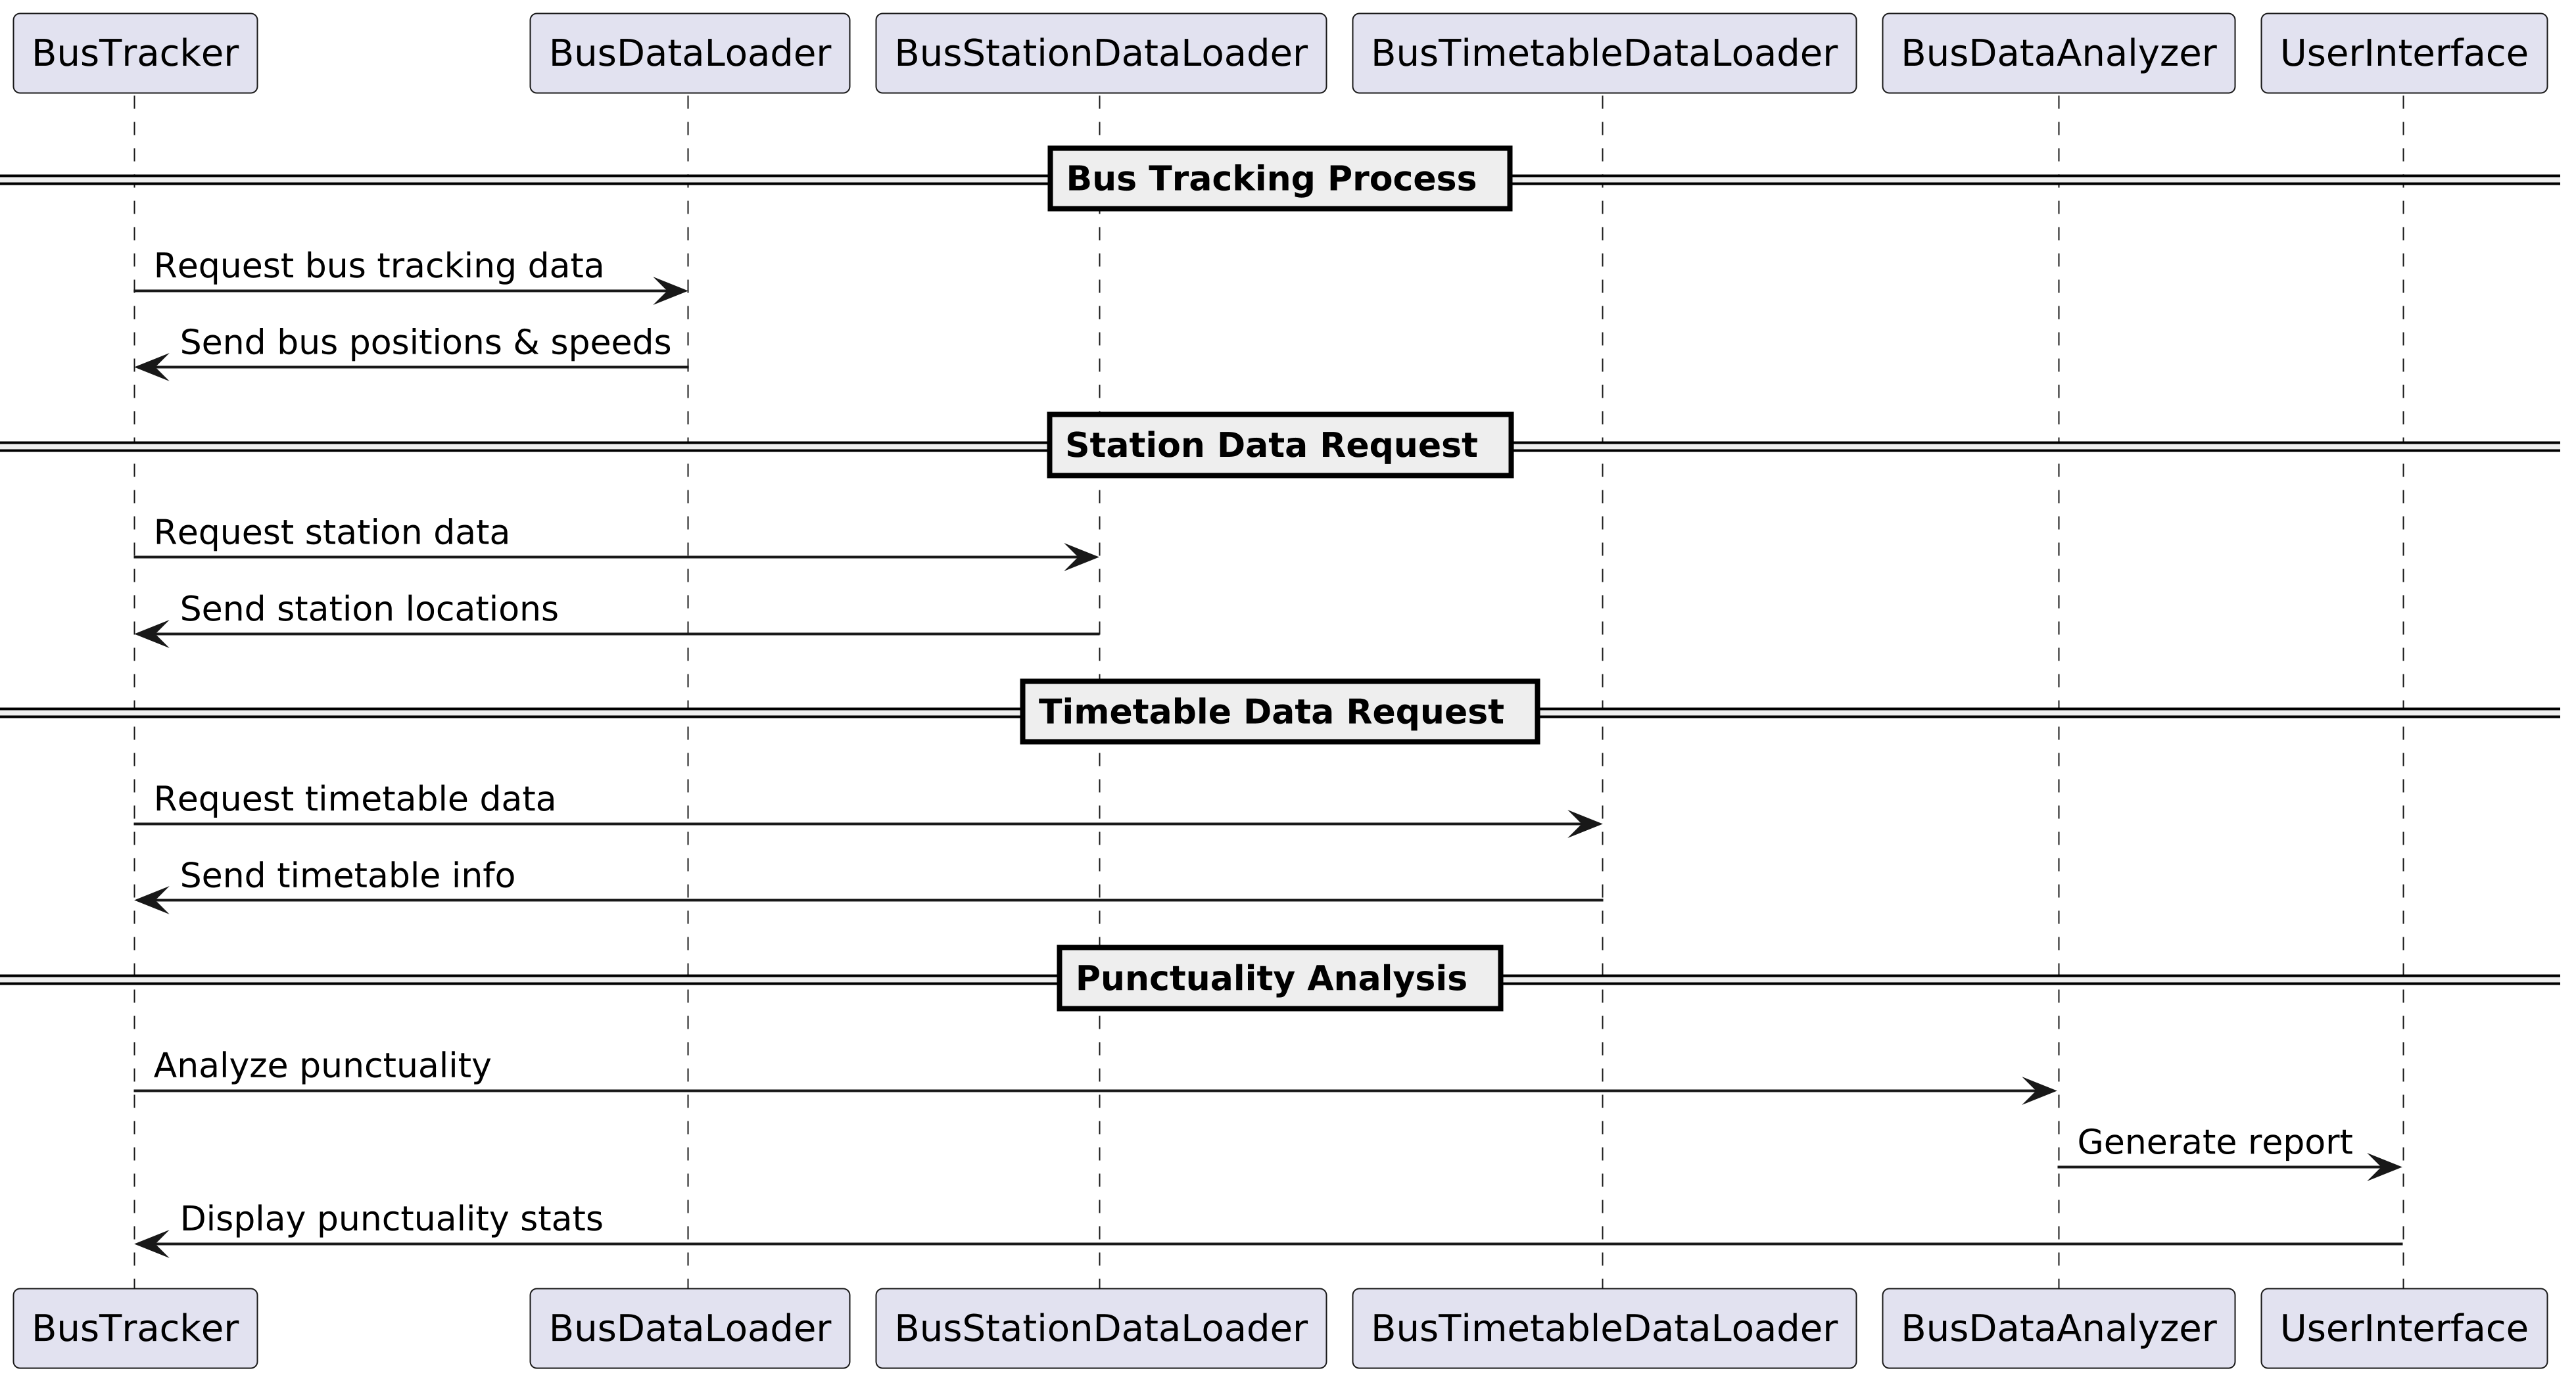 BusTracker
BusDataLoader
BusStationDataLoader
BusTimetableDataLoader
BusDataAnalyzer
UserInterface
Bus Tracking Process
Request bus tracking data
Send bus positions & speeds
Station Data Request
Request station data
Send station locations
Timetable Data Request
Request timetable data
Send timetable info
Punctuality Analysis
Analyze punctuality
Generate report
Display punctuality stats
BusTracker
BusDataLoader
BusStationDataLoader
BusTimetableDataLoader
BusDataAnalyzer
UserInterface